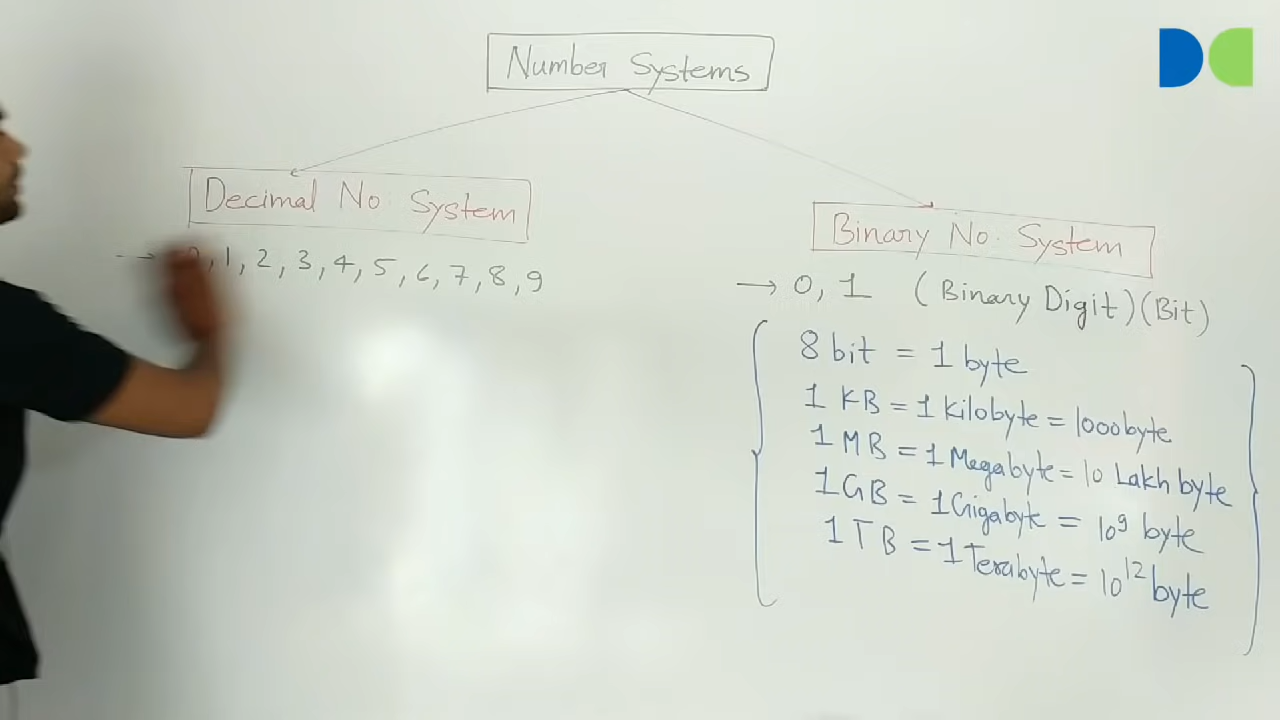 Number Systems
Decimal No. System
→ 0, 1, 2, 3, 4, 5, 6, 7, 8, 9
Binary No. System
→ 0, 1 (Binary Digit) (Bit)
8 bit = 1 byte
1 KB = 1 Kilobyte = 1000byte
1 MB = 1 Megabyte = 10 Lakh byte
1 GB = 1 Gigabyte = 10⁹ byte
1 TB = 1 Terabyte = 10¹² byte
DC